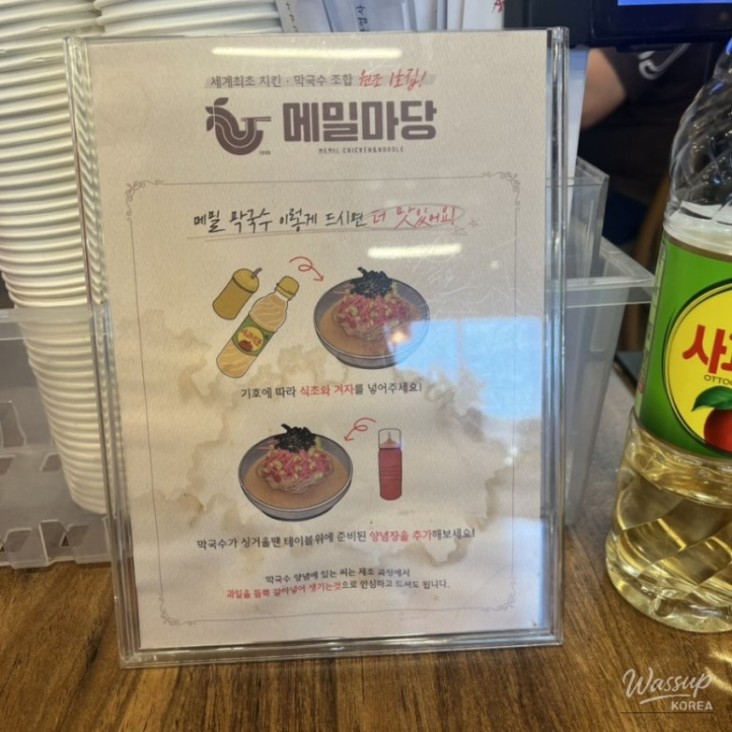 세계최초 치킨·막국수 조합 원조 1호집!
메밀마당
MEMIL CHICKEN&NOODLE
메밀 막국수 이렇게 드시면 더 맛있어요!
기호에 따라 식초와 겨자를 넣어주세요!
막국수가 싱거울땐 테이블위에 준비된 양념장을 추가해보세요!
막국수 양념에 있는 씨는 제조 과정에서
과일을 듬뿍 갈아넣어 생기는것으로 안심하고 드셔도 됩니다.
사과
OTTO
Wassup
KOREA